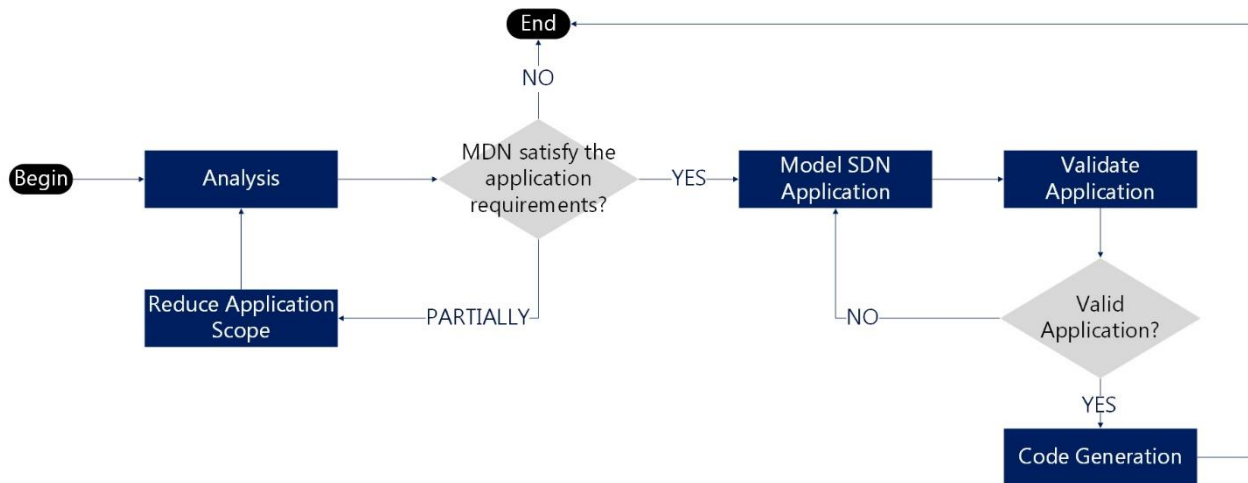 End
NO
MDN satisfy the
application
requirements?
Begin
Analysis
YES
Model SDN
Application
Validate
Application
Reduce Application
Scope
PARTIALLY
NO
Valid
Application?
YES
Code Generation